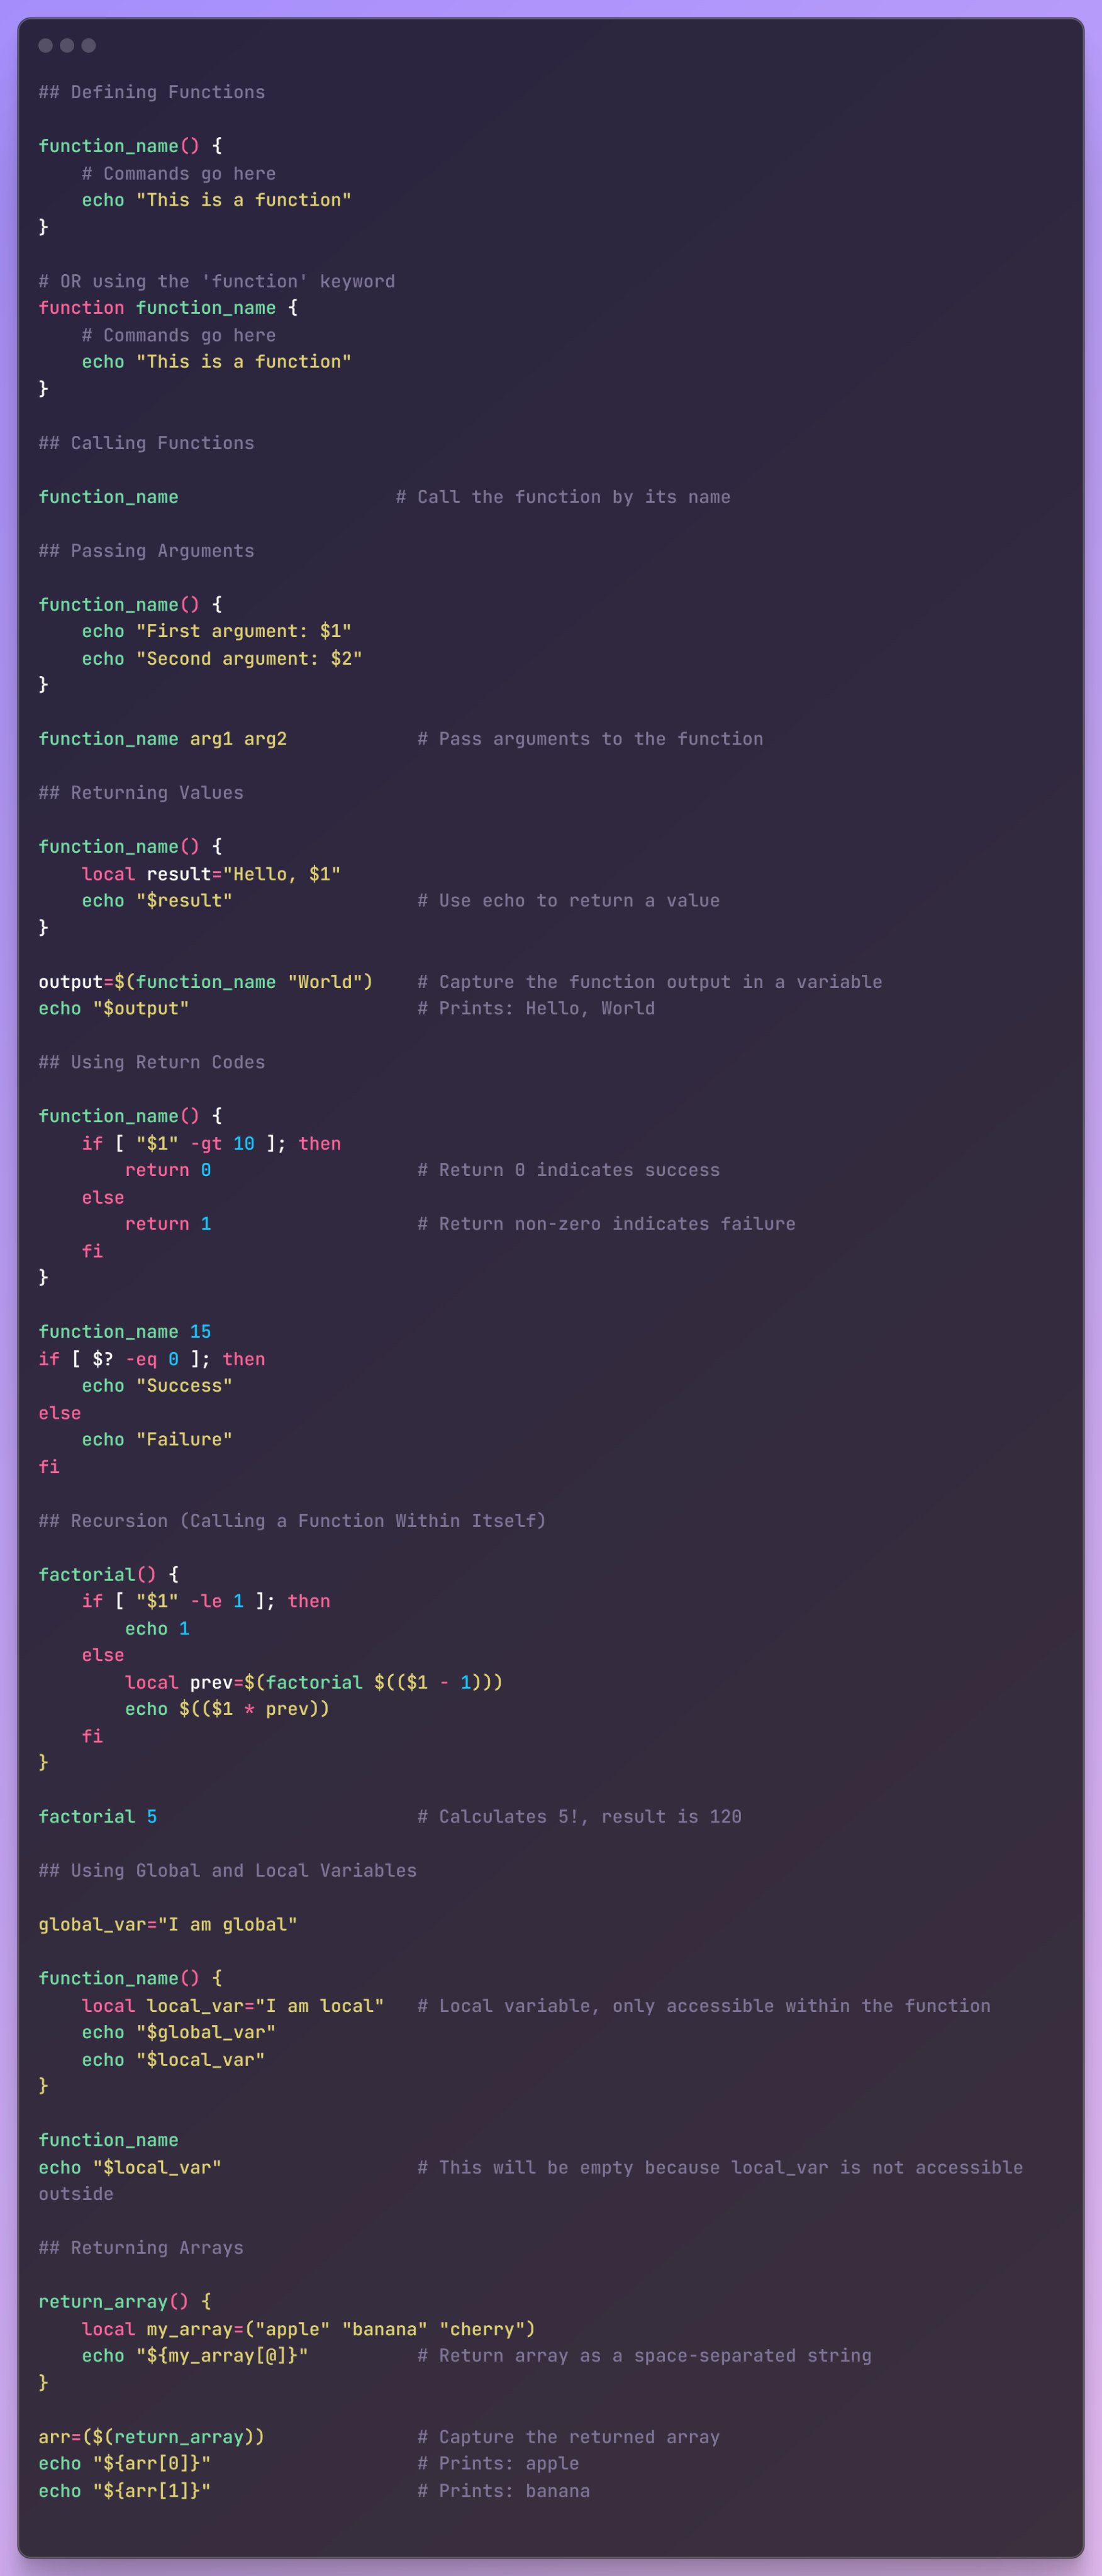 ## Defining Functions

function_name() {
    # Commands go here
    echo "This is a function"
}

# OR using the 'function' keyword
function function_name {
    # Commands go here
    echo "This is a function"
}

## Calling Functions

function_name                    # Call the function by its name

## Passing Arguments

function_name() {
    echo "First argument: $1"
    echo "Second argument: $2"
}

function_name arg1 arg2            # Pass arguments to the function

## Returning Values

function_name() {
    local result="Hello, $1"
    echo "$result"                 # Use echo to return a value
}

output=$(function_name "World")    # Capture the function output in a variable
echo "$output"                     # Prints: Hello, World

## Using Return Codes

function_name() {
    if [ "$1" -gt 10 ]; then
        return 0                   # Return 0 indicates success
    else
        return 1                   # Return non-zero indicates failure
    fi
}

function_name 15
if [ $? -eq 0 ]; then
    echo "Success"
else
    echo "Failure"
fi

## Recursion (Calling a Function Within Itself)

factorial() {
    if [ "$1" -le 1 ]; then
        echo 1
    else
        local prev=$(factorial $(($1 - 1)))
        echo $(($1 * prev))
    fi
}

factorial 5                        # Calculates 5!, result is 120

## Using Global and Local Variables

global_var="I am global"

function_name() {
    local local_var="I am local"   # Local variable, only accessible within the function
    echo "$global_var"
    echo "$local_var"
}

function_name
echo "$local_var"                  # This will be empty because local_var is not accessible
outside

## Returning Arrays

return_array() {
    local my_array=("apple" "banana" "cherry")
    echo "${my_array[@]}"          # Return array as a space-separated string
}

arr=($(return_array))              # Capture the returned array
echo "${arr[0]}"                   # Prints: apple
echo "${arr[1]}"                   # Prints: banana